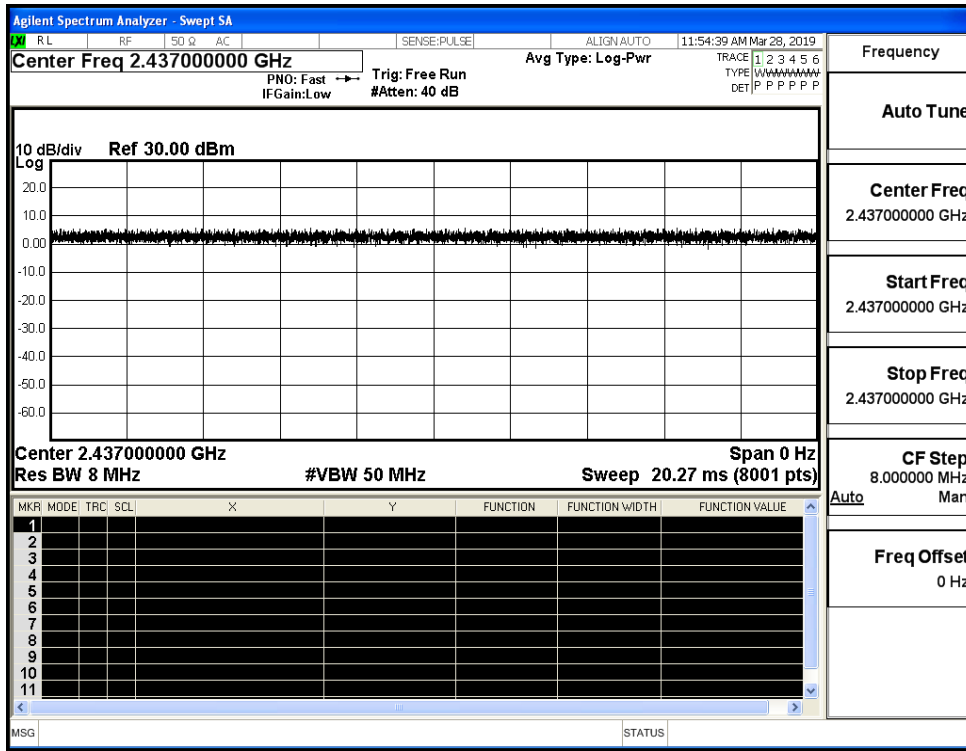 Agilent Spectrum Analyzer - Swept SA
LXI RL RF 50 Ω AC SENSE:PULSE ALIGN AUTO 11:54:39 AM Mar 28, 2019
Center Freq 2.437000000 GHz
PNO: Fast
IFGain:Low
Trig: Free Run
#Atten: 40 dB
Avg Type: Log-Pwr
TRACE 1 2 3 4 5 6
TYPE
DET P P P P P P
10 dB/div Ref 30.00 dBm
Log
20.0
10.0
0.00
-10.0
-20.0
-30.0
-40.0
-50.0
-60.0
Center 2.437000000 GHz Span 0 Hz
Res BW 8 MHz #VBW 50 MHz Sweep 20.27 ms (8001 pts)
MKR MODE TRC SCL X Y FUNCTION FUNCTION WIDTH FUNCTION VALUE
1
2
3
4
5
6
7
8
9
10
11
MSG STATUS
Frequency
Auto Tune
Center Freq
2.437000000 GHz
Start Freq
2.437000000 GHz
Stop Freq
2.437000000 GHz
CF Step
8.000000 MHz
Auto Man
Freq Offset
0 Hz